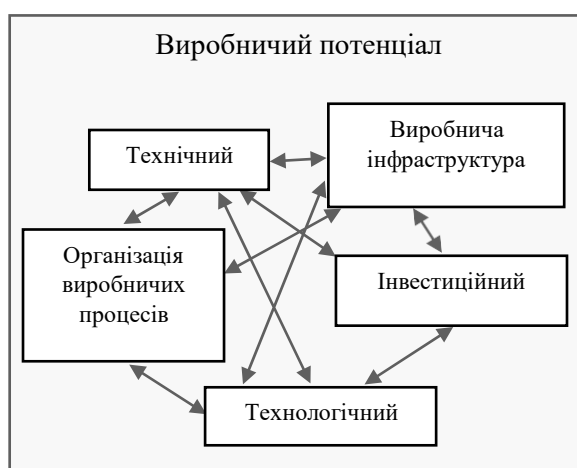 Виробничий потенціал
Технічний
Виробнича
інфраструктура
Організація
виробничих
процесів
Інвестиційний
Технологічний